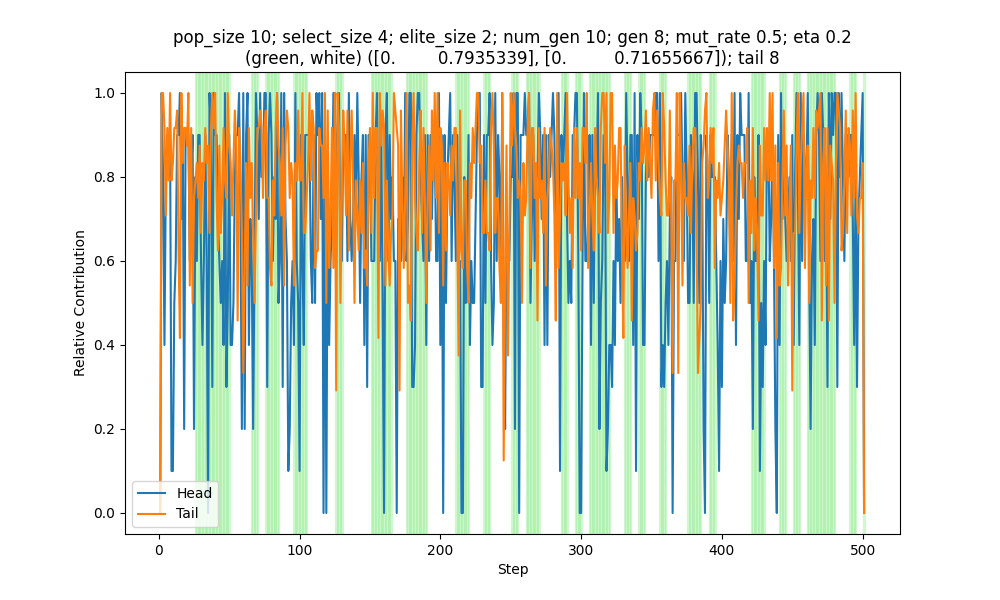 pop_size 10; select_size 4; elite_size 2; num_gen 10; gen 8; mut_rate 0.5; eta 0.2
(green, white) ([0.        0.7935339], [0.         0.71655667]); tail 8
1.0
0.8
0.6
0.4
0.2
0.0
Relative Contribution
Head
Tail
0
100
200
300
400
500
Step